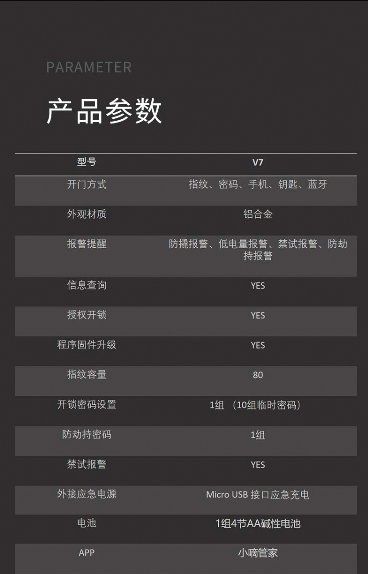 PARAMETER
产品参数
型号 V7
开门方式 指纹、密码、手机、钥匙、蓝牙
外观材质 铝合金
报警提醒 防撬报警、低电量报警、禁试报警、防劫
持报警
信息查询 YES
授权开锁 YES
程序固件升级 YES
指纹容量 80
开锁密码设置 1组 （10组临时密码）
防动持密码 1组
禁试报警 YES
外接应急电源 Micro USB 接口应急充电
电池 1组4节AA碱性电池
APP 小嘀管家